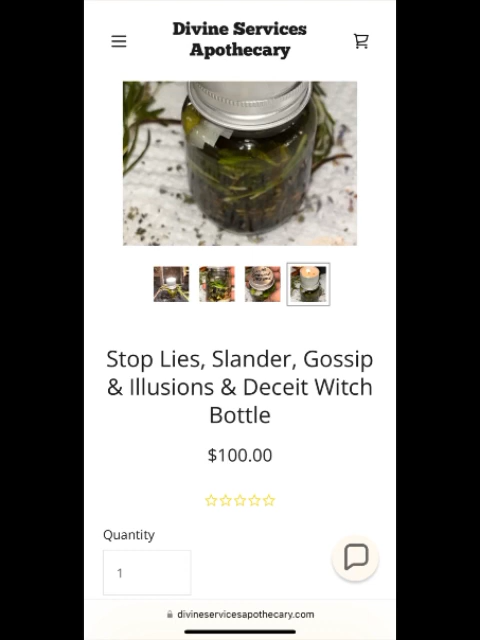 Divine Services
Apothecary
Stop Lies, Slander, Gossip
& Illusions & Deceit Witch
Bottle
$100.00
Quantity
1
divineservicesapothecary.com